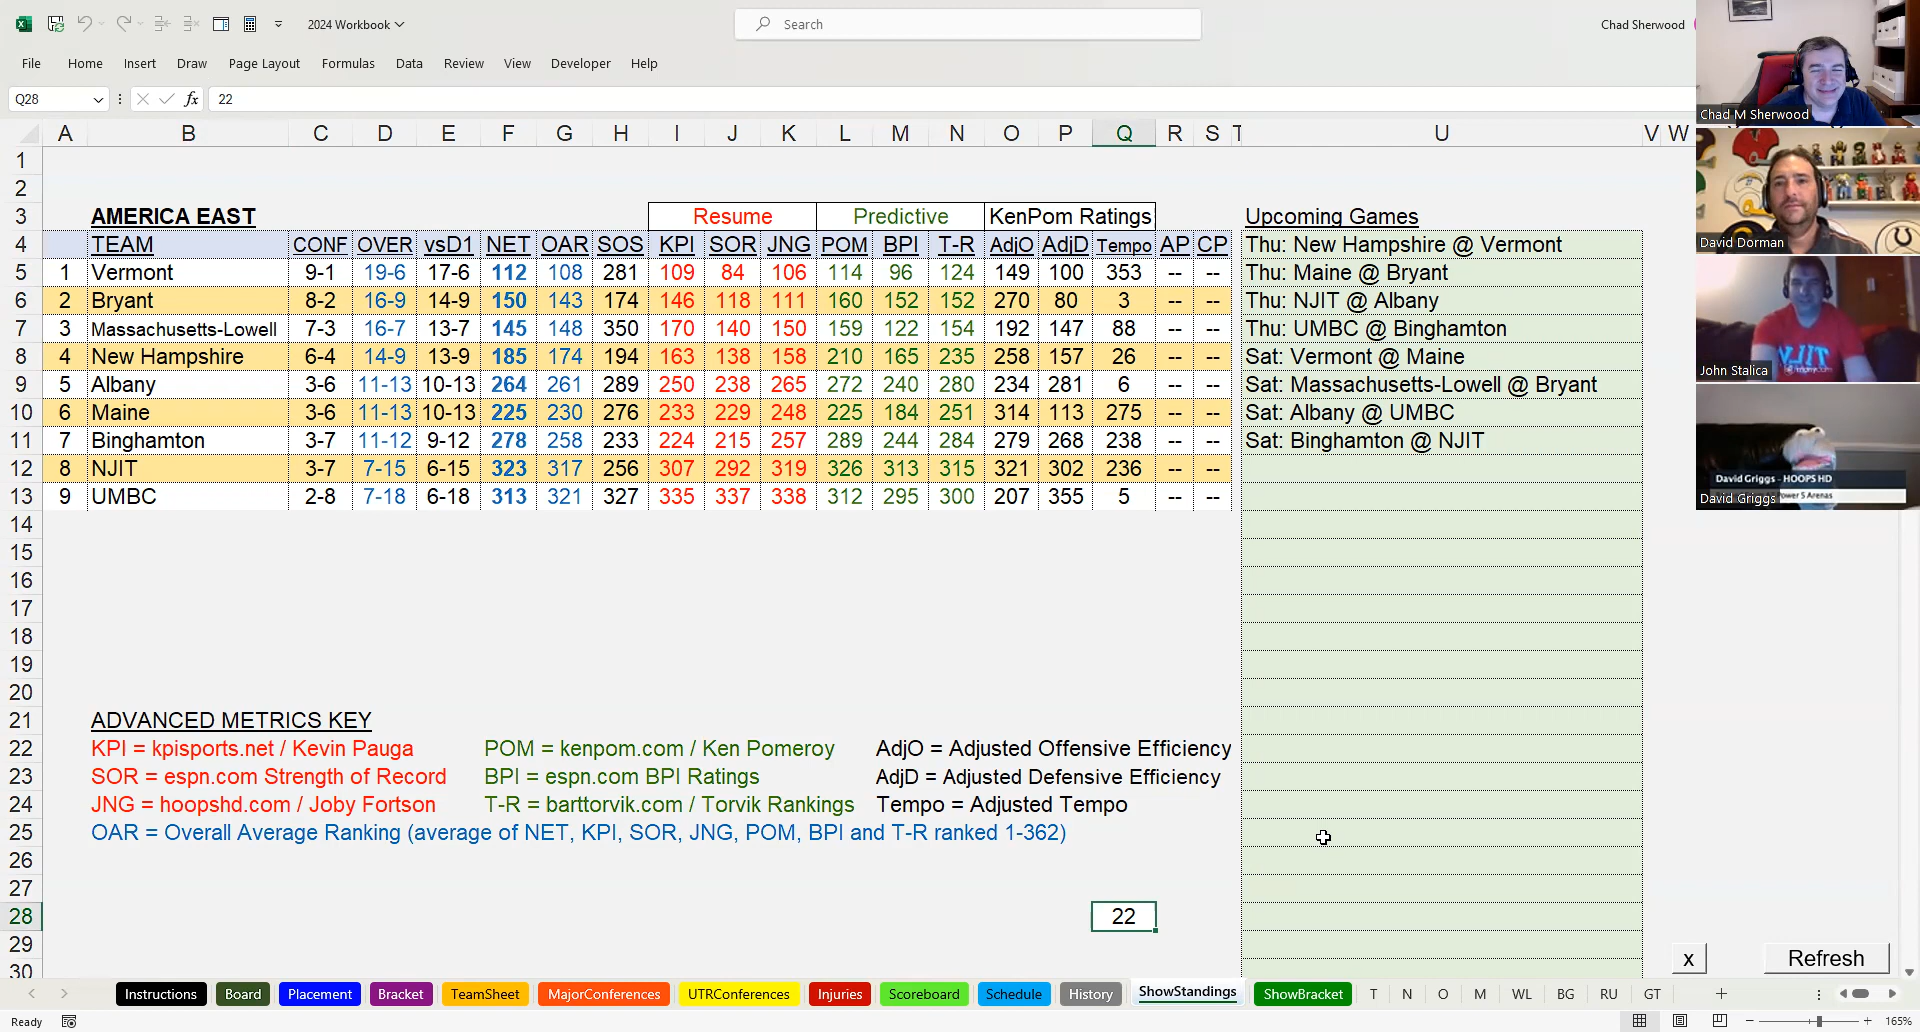 2024 Workbook
Search
Chad Sherwood
File Home Insert Draw Page Layout Formulas Data Review View Developer Help
Q28 fx 22
A B C D E F G H I J K L M N O P Q R S T U V W
1
2
3 AMERICA EAST Resume Predictive KenPom Ratings Upcoming Games
4 TEAM CONF OVER vsD1 NET OAR SOS KPI SOR JNG POM BPI T-R AdjO AdjD Tempo AP CP Thu: New Hampshire @ Vermont
5 1 Vermont 9-1 19-6 17-6 112 108 281 109 84 106 114 96 124 149 100 353 -- -- Thu: Maine @ Bryant
6 2 Bryant 8-2 16-9 14-9 150 143 174 146 118 111 160 152 152 270 80 3 -- -- Thu: NJIT @ Albany
7 3 Massachusetts-Lowell 7-3 16-7 13-7 145 148 350 170 140 150 159 122 154 192 147 88 -- -- Thu: UMBC @ Binghamton
8 4 New Hampshire 6-4 14-9 13-9 185 174 194 163 138 158 210 165 235 258 157 26 -- -- Sat: Vermont @ Maine
9 5 Albany 3-6 11-13 10-13 264 261 289 250 238 265 272 240 280 234 281 6 -- -- Sat: Massachusetts-Lowell @ Bryant
10 6 Maine 3-6 11-13 10-13 225 230 276 233 229 248 225 184 251 314 113 275 -- -- Sat: Albany @ UMBC
11 7 Binghamton 3-7 11-12 9-12 278 258 233 224 215 257 289 244 284 279 268 238 -- -- Sat: Binghamton @ NJIT
12 8 NJIT 3-7 7-15 6-15 323 317 256 307 292 319 326 313 315 321 302 236 -- --
13 9 UMBC 2-8 7-18 6-18 313 321 327 335 337 338 312 295 300 207 355 5 -- --
14
15
16
17
18
19
20
21 ADVANCED METRICS KEY
22 KPI = kpisports.net / Kevin Pauga POM = kenpom.com / Ken Pomeroy AdjO = Adjusted Offensive Efficiency
23 SOR = espn.com Strength of Record BPI = espn.com BPI Ratings AdjD = Adjusted Defensive Efficiency
24 JNG = hoopshd.com / Joby Fortson T-R = barttorvik.com / Torvik Rankings Tempo = Adjusted Tempo
25 OAR = Overall Average Ranking (average of NET, KPI, SOR, JNG, POM, BPI and T-R ranked 1-362)
26
27
28 22
29
30
x Refresh
Instructions Board Placement Bracket TeamSheet MajorConferences UTRConferences Injuries Scoreboard Schedule History ShowStandings ShowBracket T N O M WL BG RU GT
Ready 165%
Chad M Sherwood
David Dorman
NJIT
John Stalica
David Griggs - HOOPS HD
Power 5 Arenas
David Griggs